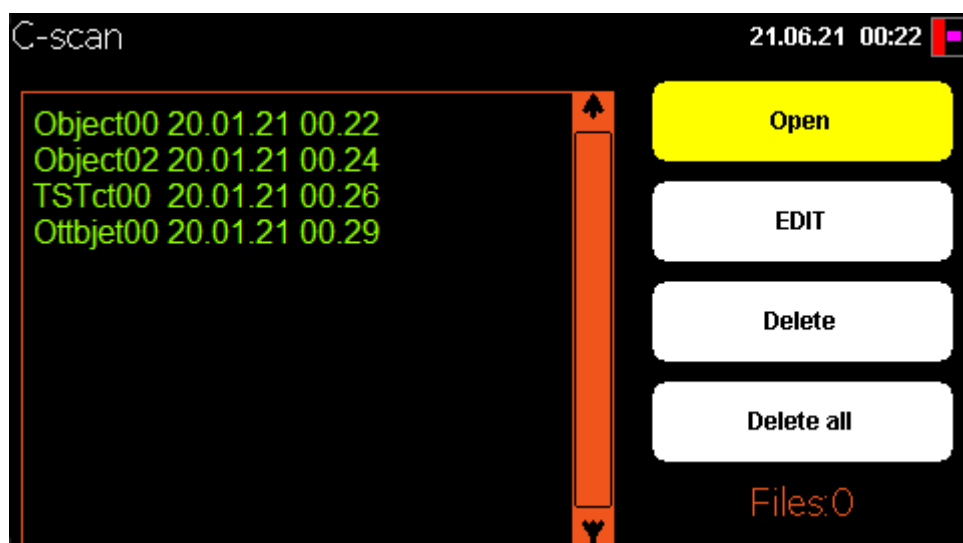 C-scan
21.06.21 00:22
Object00 20.01.21 00.22
Object02 20.01.21 00.24
TSTct00 20.01.21 00.26
Ottbjet00 20.01.21 00.29
Open
EDIT
Delete
Delete all
Files:0